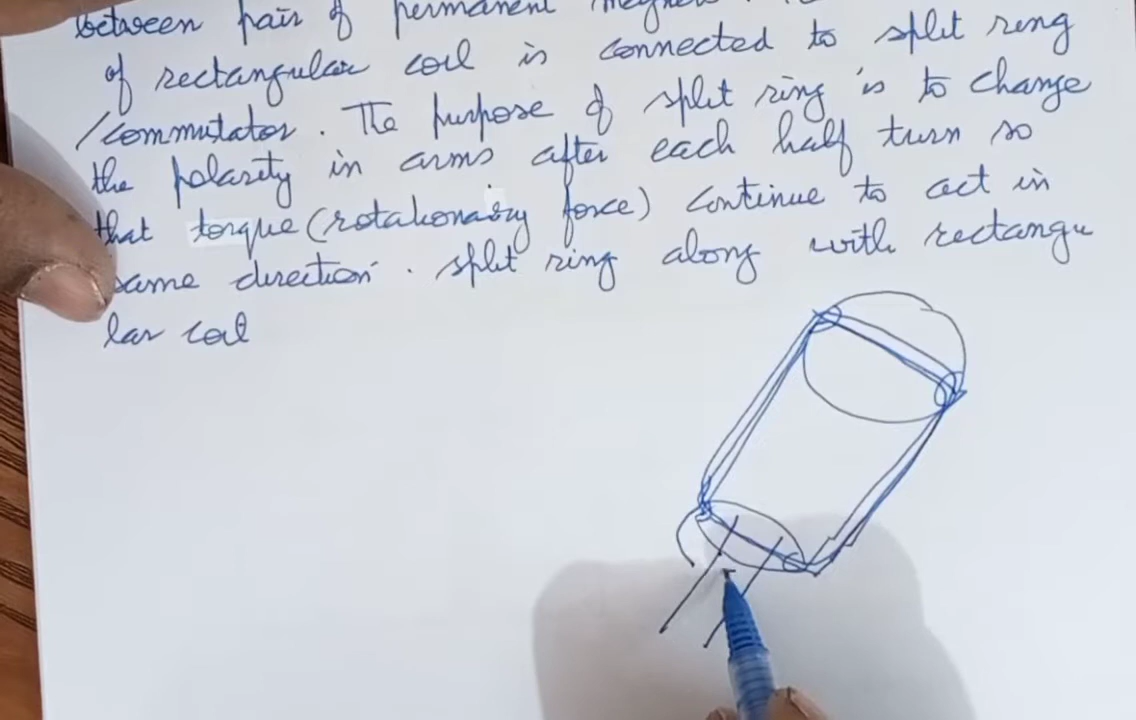 between pair of permanent
of rectangular coil is connected to split ring
/commutator. The purpose of split ring is to change
the polarity in arms after each half turn so
that torque (rotationary force) continue to act in
same direction. split ring along with rectangu
lar coil